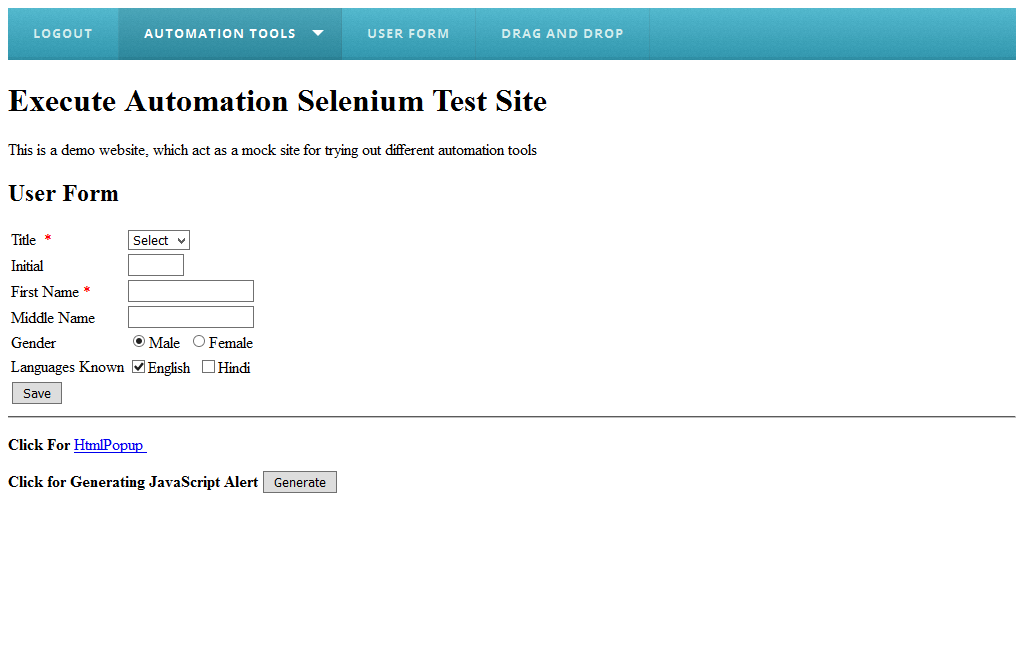 LOGOUT AUTOMATION TOOLS USER FORM DRAG AND DROP
Execute Automation Selenium Test Site
This is a demo website, which act as a mock site for trying out different automation tools
User Form
Title * Select
Initial
First Name *
Middle Name
Gender Male Female
Languages Known English Hindi
Save
Click For HtmlPopup
Click for Generating JavaScript Alert Generate